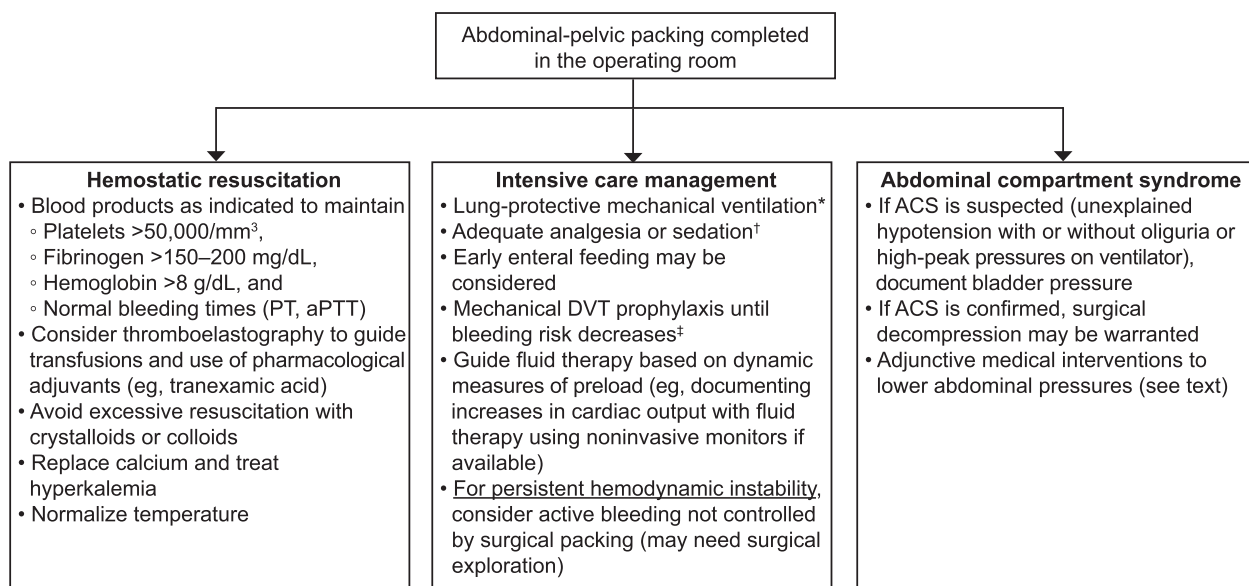 Abdominal-pelvic packing completed
in the operating room
Hemostatic resuscitation
• Blood products as indicated to maintain
◦ Platelets >50,000/mm³,
◦ Fibrinogen >150–200 mg/dL,
◦ Hemoglobin >8 g/dL, and
◦ Normal bleeding times (PT, aPTT)
• Consider thromboelastography to guide
transfusions and use of pharmacological
adjuvants (eg, tranexamic acid)
• Avoid excessive resuscitation with
crystalloids or colloids
• Replace calcium and treat
hyperkalemia
• Normalize temperature
Intensive care management
• Lung-protective mechanical ventilation*
• Adequate analgesia or sedation†
• Early enteral feeding may be
considered
• Mechanical DVT prophylaxis until
bleeding risk decreases‡
• Guide fluid therapy based on dynamic
measures of preload (eg, documenting
increases in cardiac output with fluid
therapy using noninvasive monitors if
available)
• For persistent hemodynamic instability,
consider active bleeding not controlled
by surgical packing (may need surgical
exploration)
Abdominal compartment syndrome
• If ACS is suspected (unexplained
hypotension with or without oliguria or
high-peak pressures on ventilator),
document bladder pressure
• If ACS is confirmed, surgical
decompression may be warranted
• Adjunctive medical interventions to
lower abdominal pressures (see text)